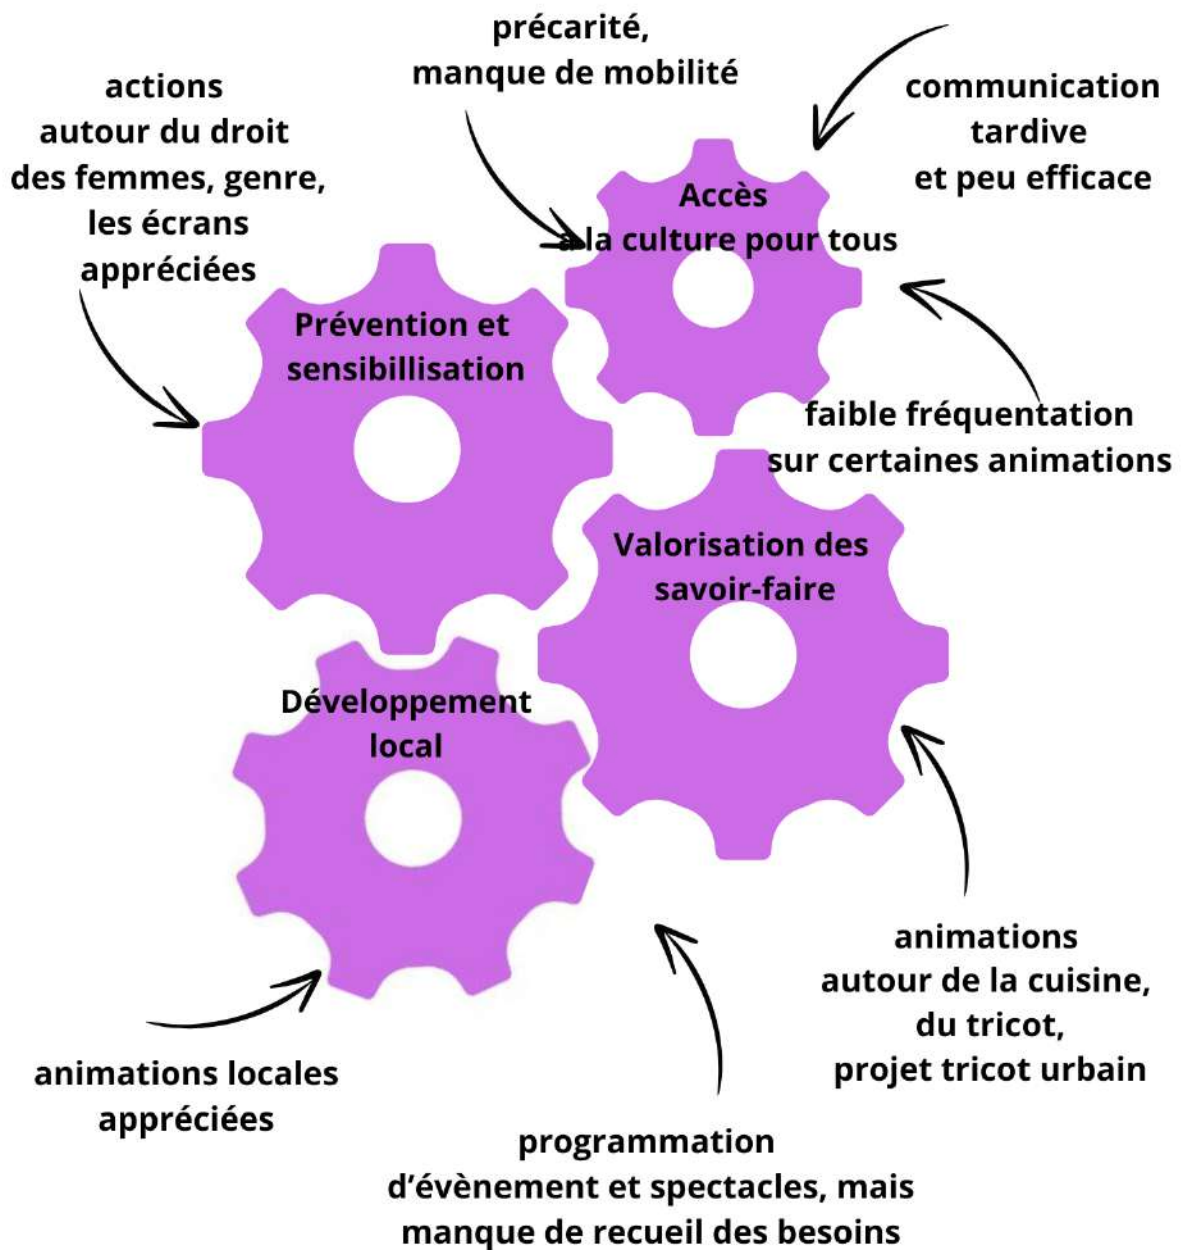 précarité,
manque de mobilité
actions
autour du droit
des femmes, genre,
les écrans
appréciées
communication
tardive
et peu efficace
Accès
à la culture pour tous
Prévention et
sensibillisation
faible fréquentation
sur certaines animations
Valorisation des
savoir-faire
Développement
local
animations
autour de la cuisine,
du tricot,
projet tricot urbain
animations locales
appréciées
programmation
d'évènement et spectacles, mais
manque de recueil des besoins